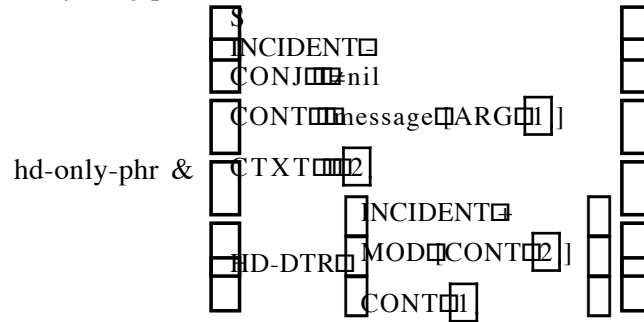 S
INCIDENT -
CONJ ≠nil
CONT message [ARG 1]
hd-only-phr & CTXT 2
INCIDENT +
HD-DTR MOD [CONT 2]
CONT 1